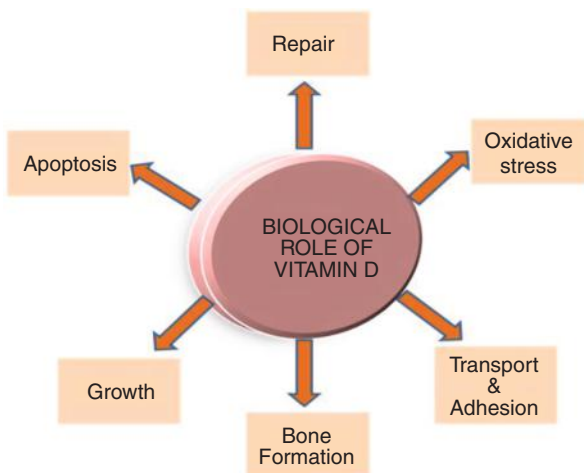 Repair
Apoptosis
Oxidative
stress
BIOLOGICAL
ROLE OF
VITAMIN D
Growth
Transport
&
Adhesion
Bone
Formation